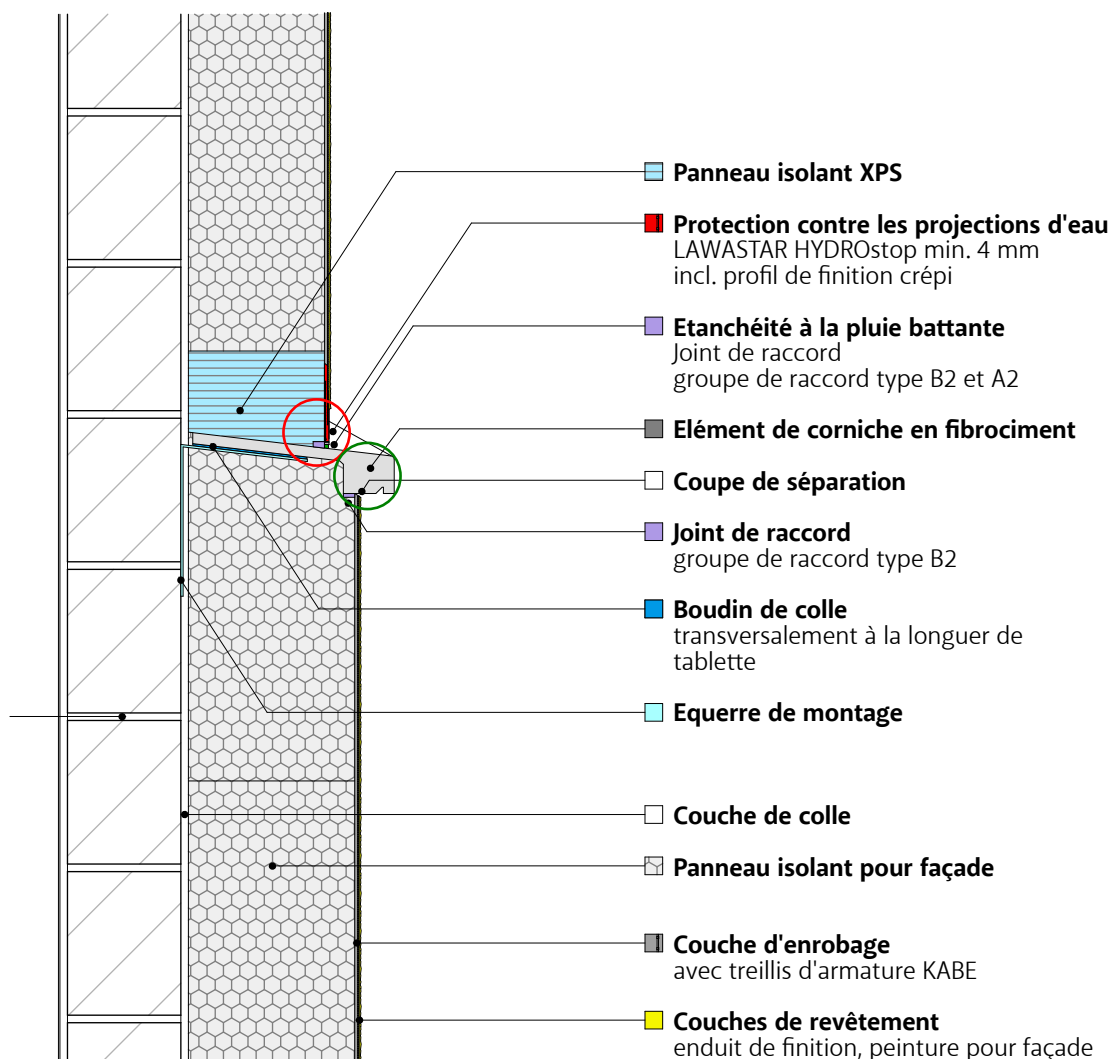 Panneau isolant XPS
Protection contre les projections d'eau
LAWASTAR HYDROstop min. 4 mm
incl. profil de finition crépi
Etanchéité à la pluie battante
Joint de raccord
groupe de raccord type B2 et A2
Elément de corniche en fibrociment
Coupe de séparation
Joint de raccord
groupe de raccord type B2
Boudin de colle
transversalement à la longuer de
tablette
Equerre de montage
Couche de colle
Panneau isolant pour façade
Couche d'enrobage
avec treillis d'armature KABE
Couches de revêtement
enduit de finition, peinture pour façade